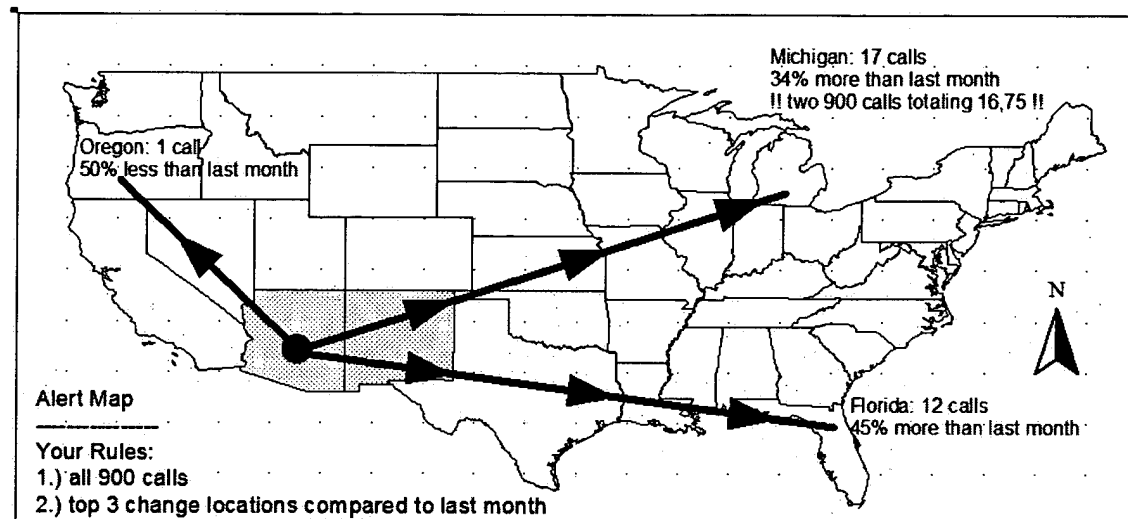 Michigan: 17 calls
34% more than last month
!! two 900 calls totaling 16,75 !!
Oregon: 1 call
50% less than last month
N
Florida: 12 calls
45% more than last month
Alert Map
Your Rules:
1.) all 900 calls
2.) top 3 change locations compared to last month